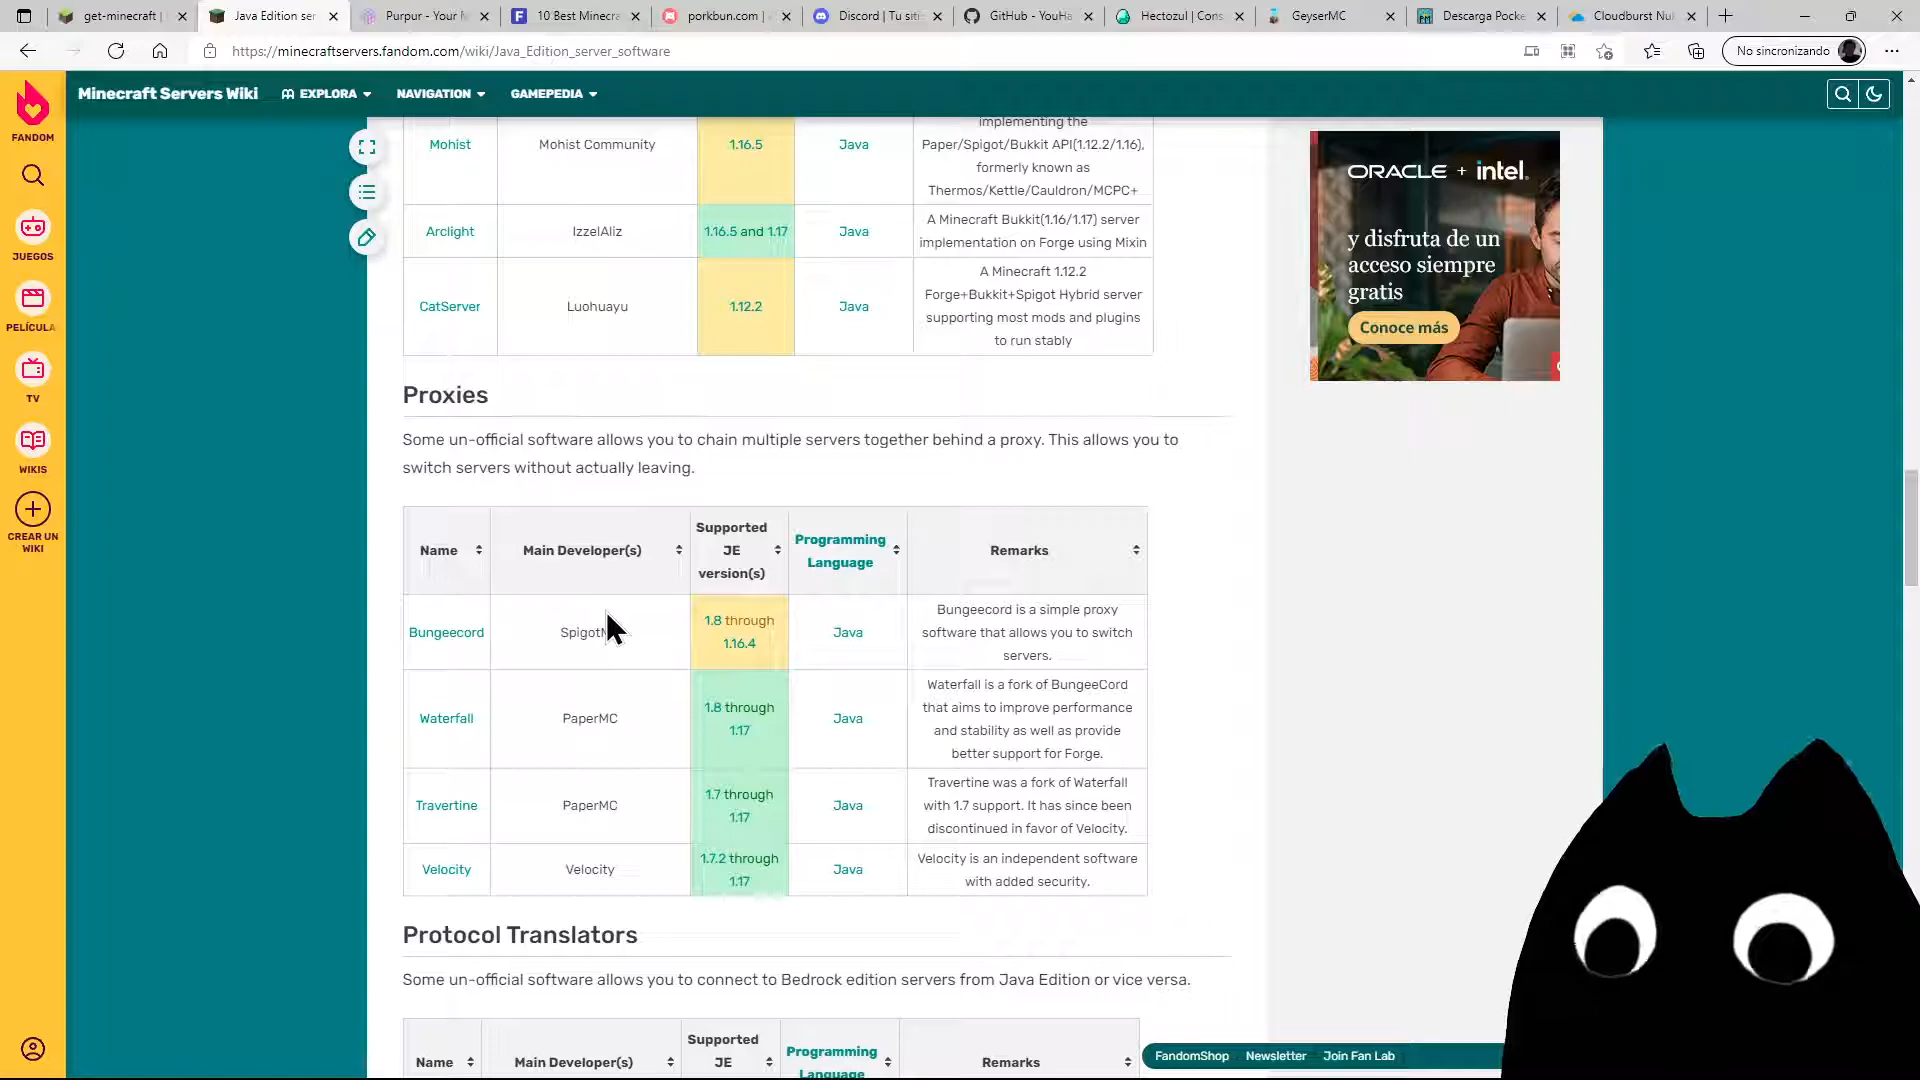 get-minecraft |
Java Edition ser
Purpur - Your M
10 Best Minecra
porkbun.com |
Discord | Tu siti
GitHub - YouHa
Hectozul | Cons
GeyserMC
Descarga Pocke
Cloudburst Nuk
https://minecraftservers.fandom.com/wiki/Java_Edition_server_software
No sincronizando
Minecraft Servers Wiki
EXPLORA
NAVIGATION
GAMEPEDIA
FANDOM
JUEGOS
PELÍCULA
TV
WIKIS
CREAR UN
WIKI
implementing the
Mohist Mohist Community 1.16.5 Java Paper/Spigot/Bukkit API(1.12.2/1.16),
formerly known as
Thermos/Kettle/Cauldron/MCPC+
Arclight IzzelAliz 1.16.5 and 1.17 Java A Minecraft Bukkit(1.16/1.17) server
implementation on Forge using Mixin
CatServer Luohuayu 1.12.2 Java A Minecraft 1.12.2
Forge+Bukkit+Spigot Hybrid server
supporting most mods and plugins
to run stably
Proxies
Some un-official software allows you to chain multiple servers together behind a proxy. This allows you to
switch servers without actually leaving.
Name Main Developer(s) Supported
JE
version(s)
Programming
Language
Remarks
Bungeecord 1.8 through
1.16.4
Java
Bungeecord is a simple proxy
software that allows you to switch
servers.
Waterfall PaperMC 1.8 through
1.17
Java
Waterfall is a fork of BungeeCord
that aims to improve performance
and stability as well as provide
better support for Forge.
Travertine PaperMC 1.7 through
1.17
Java
Travertine was a fork of Waterfall
with 1.7 support. It has since been
discontinued in favor of Velocity.
Velocity Velocity 1.7.2 through
1.17
Java
Velocity is an independent software
with added security.
Protocol Translators
Some un-official software allows you to connect to Bedrock edition servers from Java Edition or vice versa.
Name Main Developer(s) Supported
JE
Programming
Language
Remarks
ORACLE + intel.
y disfruta de un
acceso siempre
gratis
Conoce más
FandomShop Newsletter Join Fan Lab